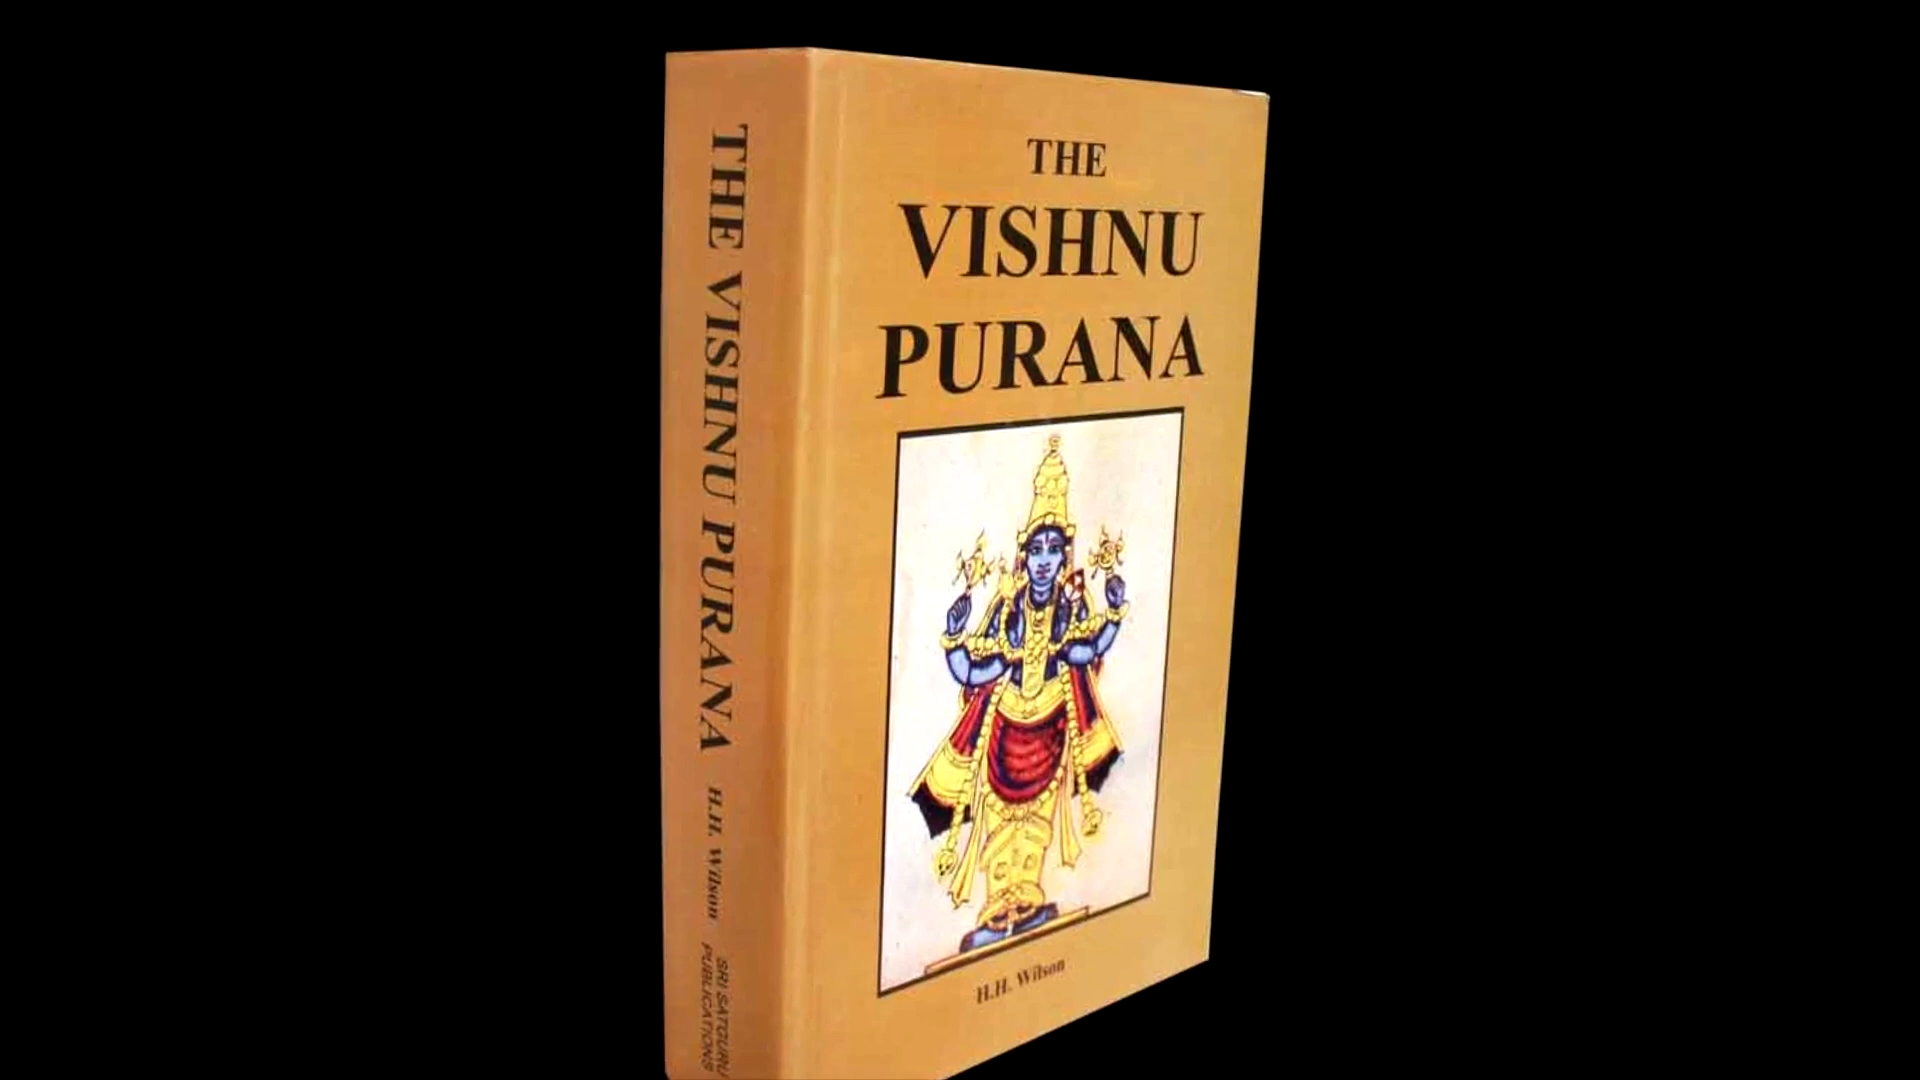 THE
VISHNU
PURANA
H.H. Wilson
THE VISHNU PURANA
H.H. Wilson
SRI SATGURU
PUBLICATIONS